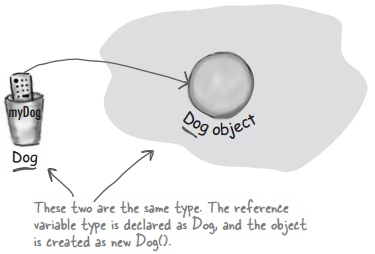 myDog
Dog
Dog object
These two are the same type. The reference
variable type is declared as Dog, and the object
is created as new Dog().